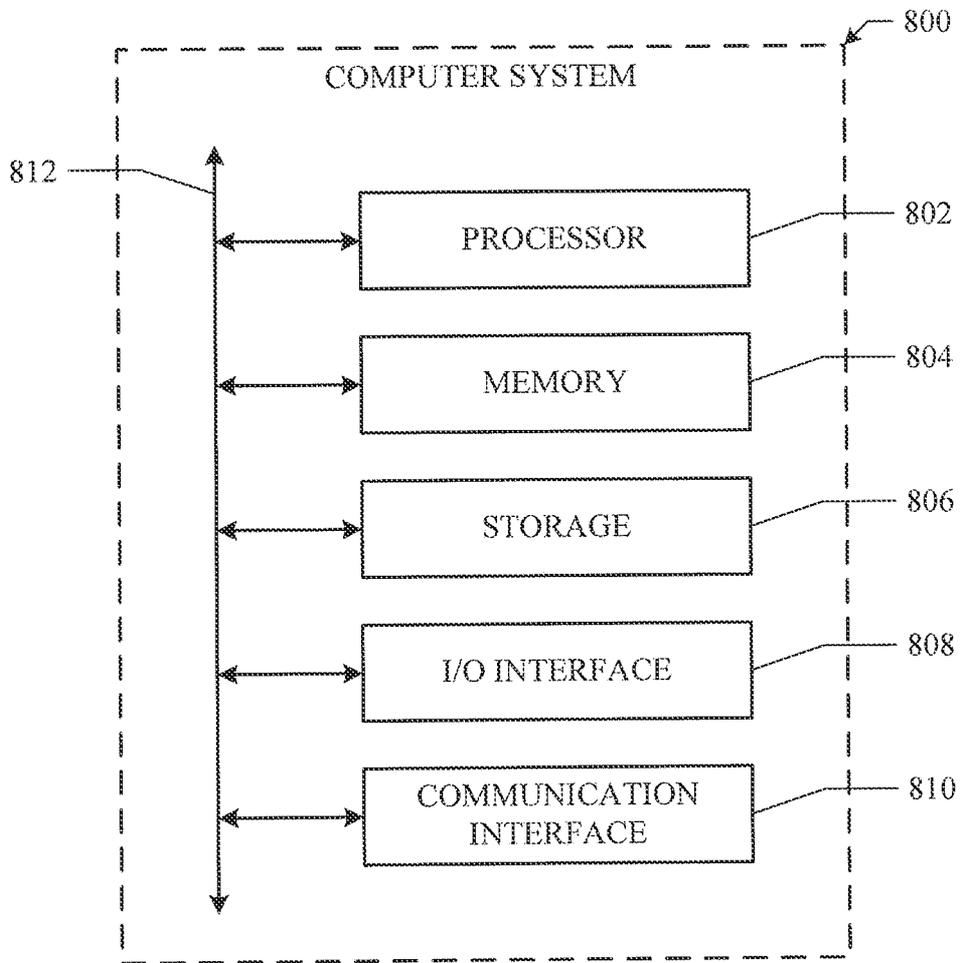 800
COMPUTER SYSTEM
812
PROCESSOR
802
MEMORY
804
STORAGE
806
I/O INTERFACE
808
COMMUNICATION
INTERFACE
810